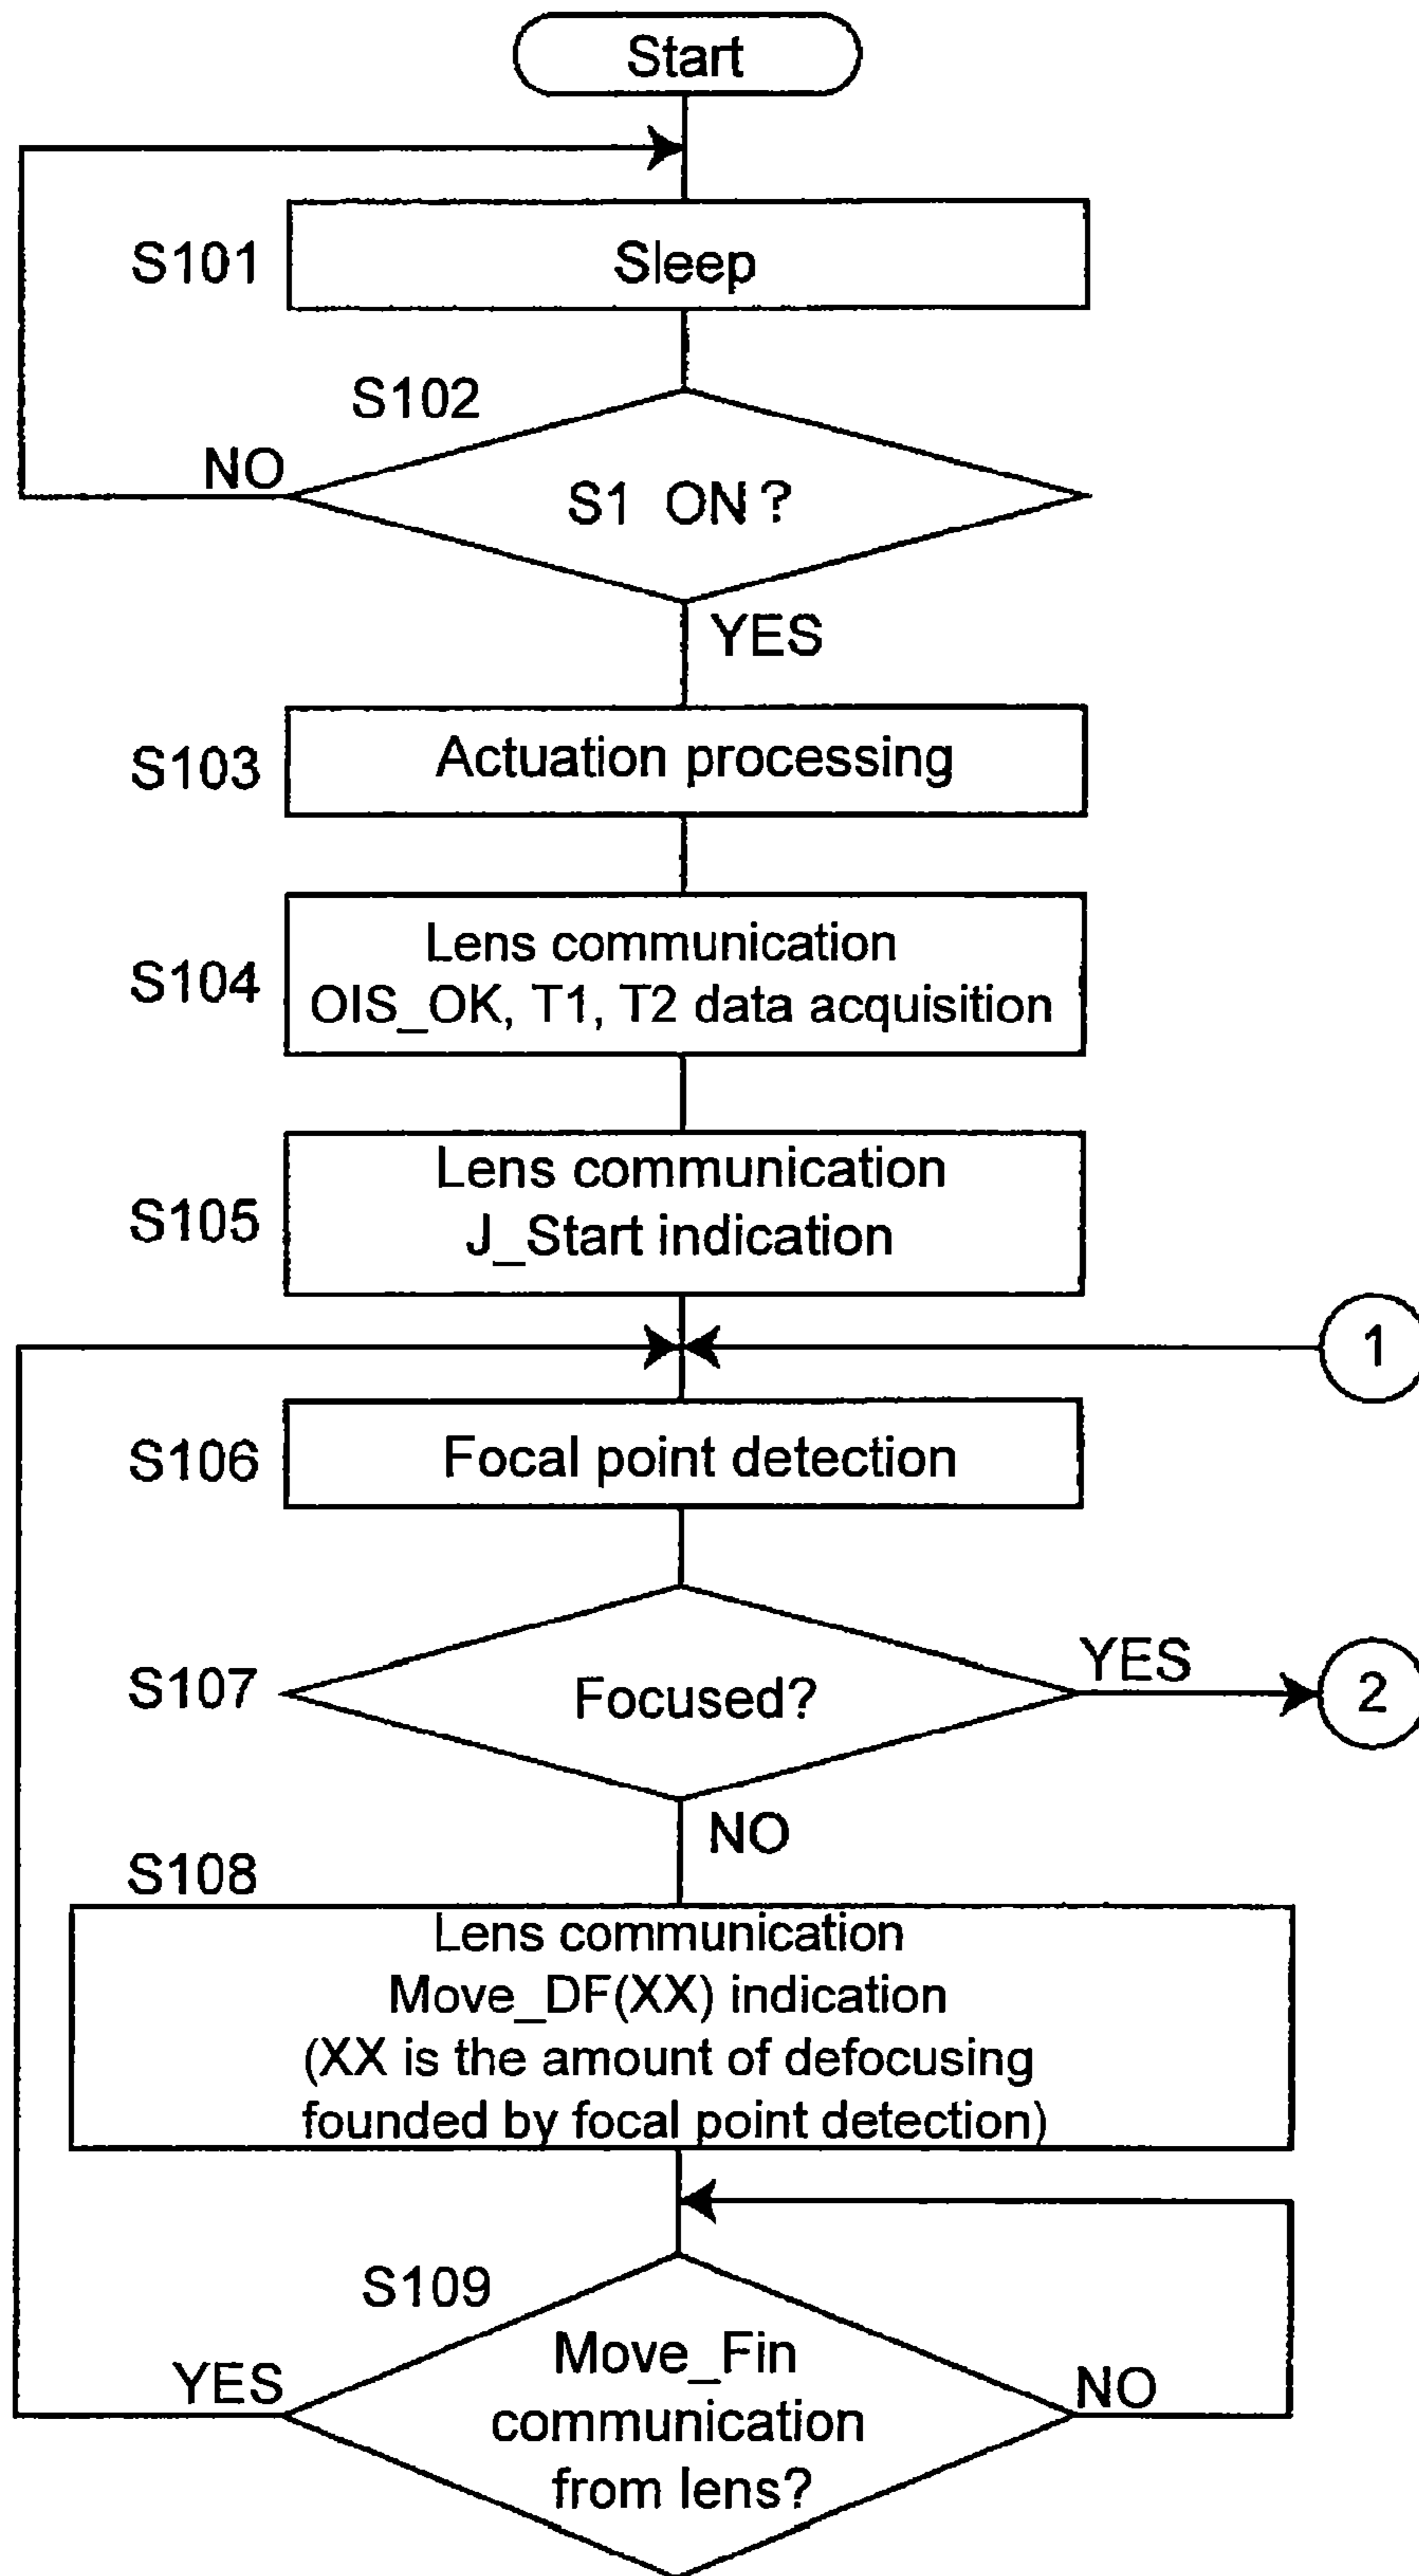 Start
S101
Sleep
S102
NO
S1 ON?
YES
S103
Actuation processing
S104
Lens communication
OIS_OK, T1, T2 data acquisition
S105
Lens communication
J_Start indication
1
S106
Focal point detection
S107
Focused?
YES
2
NO
S108
Lens communication
Move_DF(XX) indication
(XX is the amount of defocusing
founded by focal point detection)
S109
YES
Move_Fin
communication
from lens?
NO